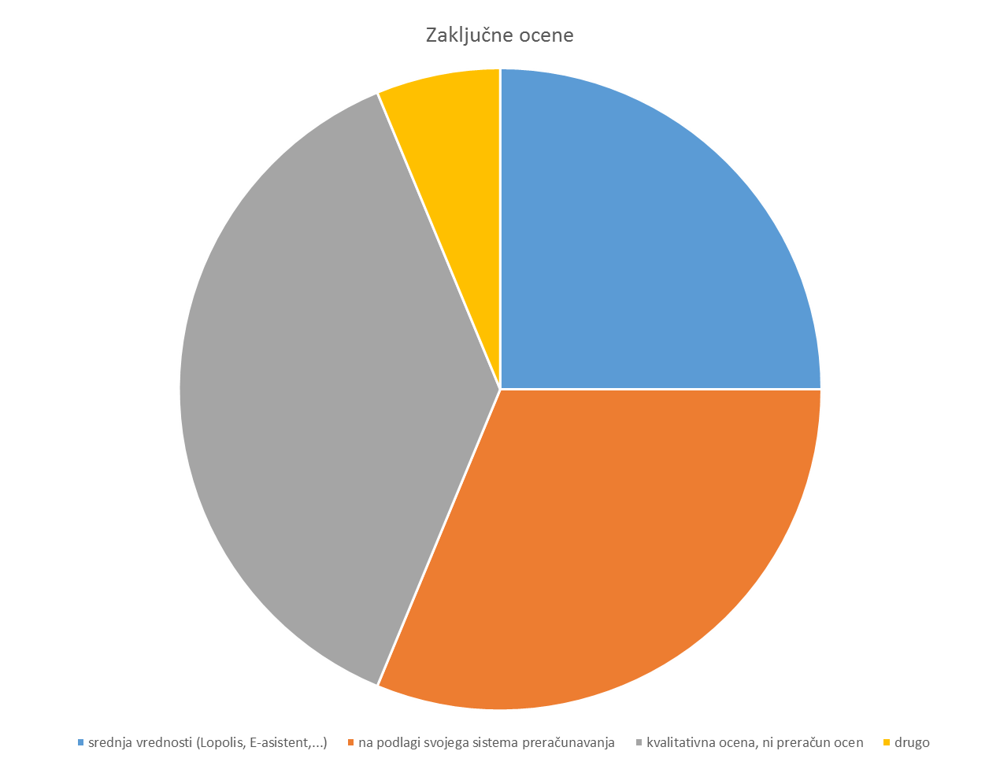 Zaključne ocene
srednja vrednosti (Lopolis, E-asistent,...) na podlagi svojega sistema preračunavanja kvalitativna ocena, ni preračun ocen drugo